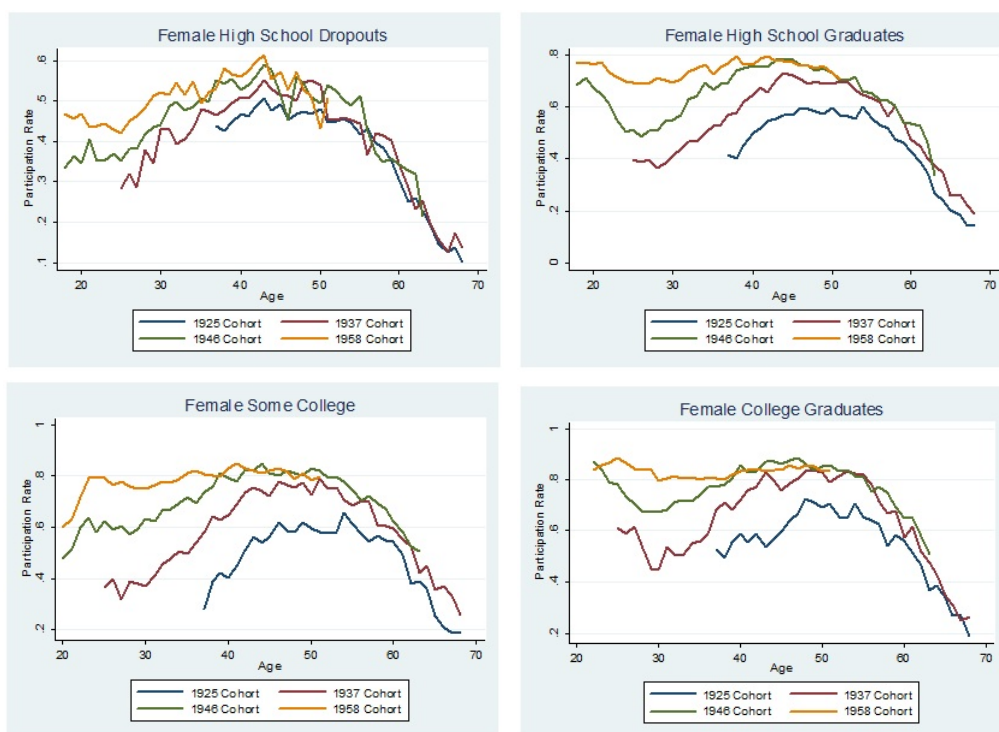 Female High School Dropouts
Participation Rate
.1 .2 .3 .4 .5 .6
20 30 40 50 60 70
Age
1925 Cohort 1937 Cohort
1946 Cohort 1958 Cohort
Female High School Graduates
Participation Rate
0 .2 .4 .6 .8
20 30 40 50 60 70
Age
1925 Cohort 1937 Cohort
1946 Cohort 1958 Cohort
Female Some College
Participation Rate
.2 .4 .6 .8 1
20 30 40 50 60 70
Age
1925 Cohort 1937 Cohort
1946 Cohort 1958 Cohort
Female College Graduates
Participation Rate
.2 .4 .6 .8 1
20 30 40 50 60 70
Age
1925 Cohort 1937 Cohort
1946 Cohort 1958 Cohort